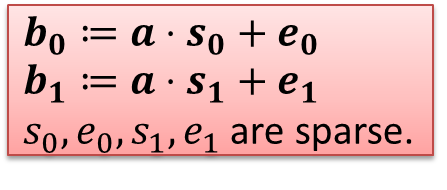 b₀ := a · s₀ + e₀
b₁ := a · s₁ + e₁
s₀, e₀, s₁, e₁ are sparse.